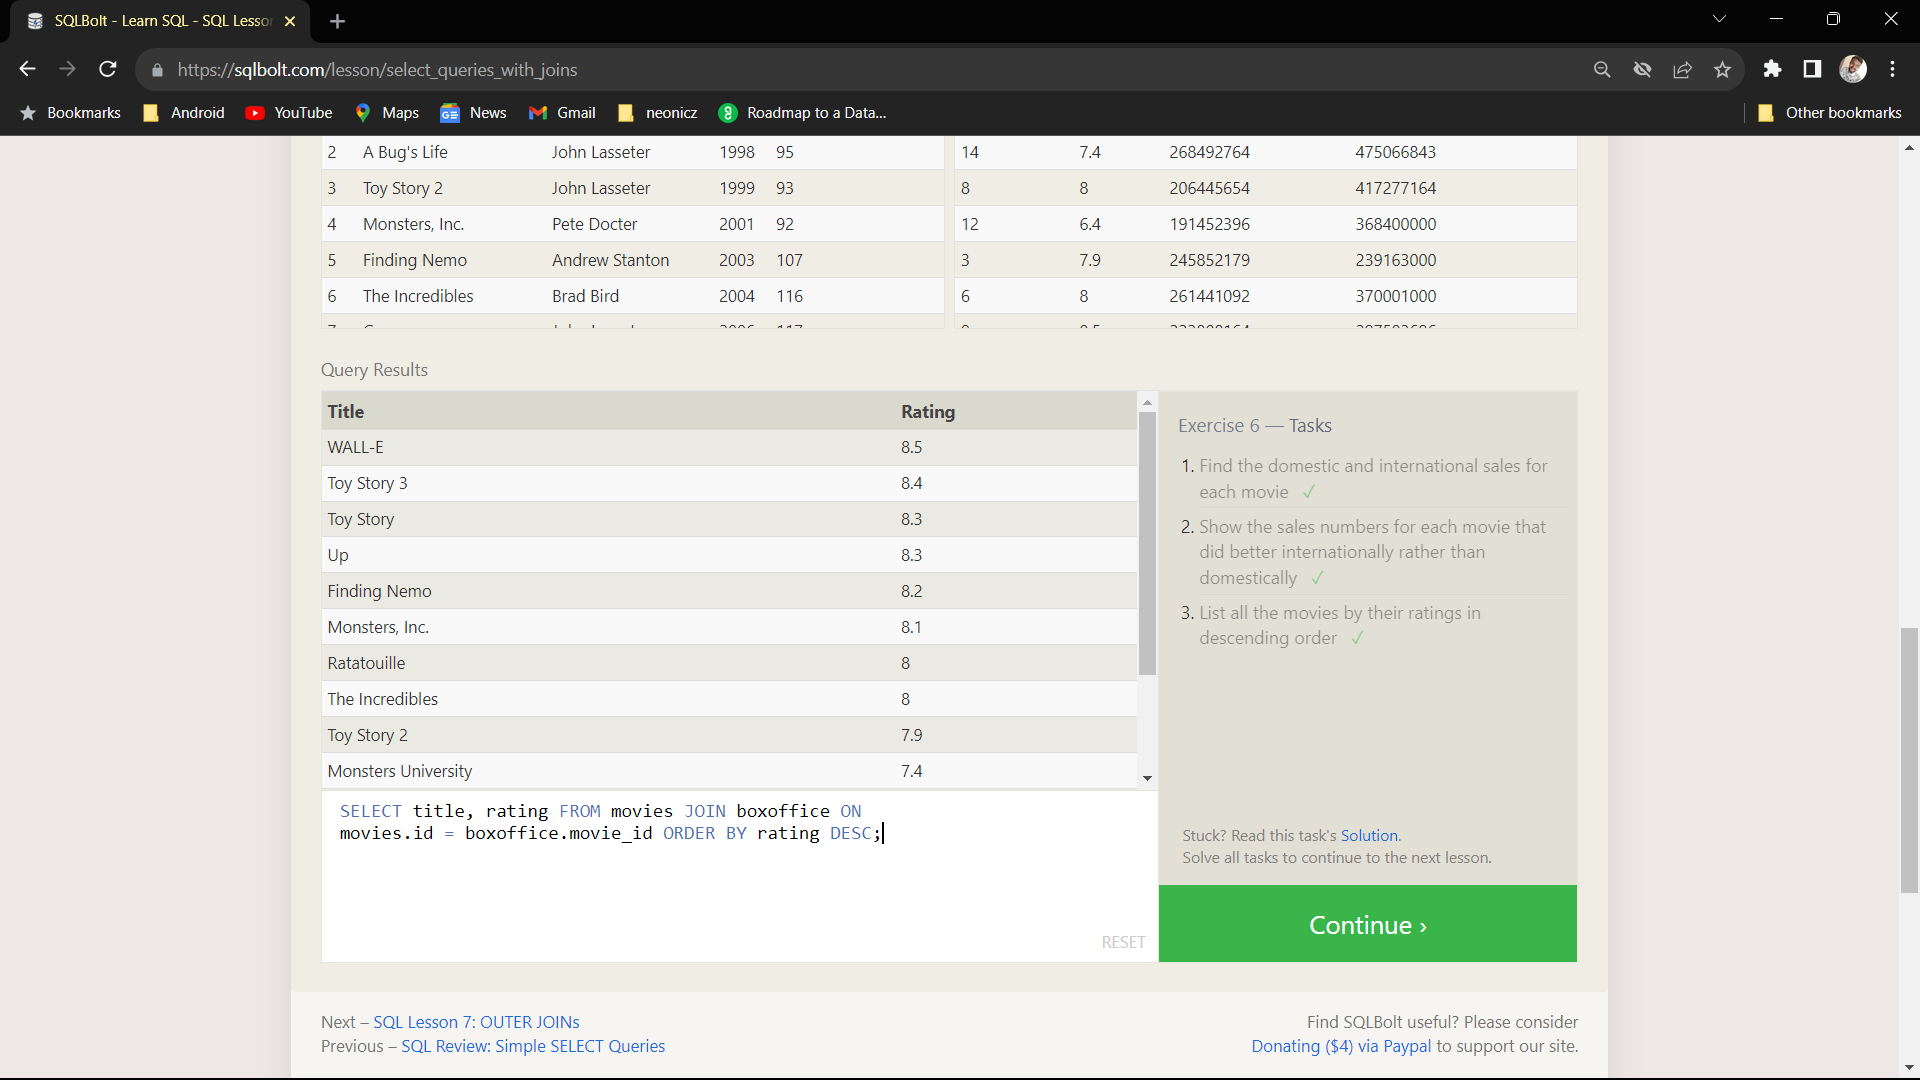 SQLBolt - Learn SQL - SQL Lesso
https://sqlbolt.com/lesson/select_queries_with_joins
Bookmarks Android YouTube Maps News Gmail neonicz Roadmap to a Data... Other bookmarks
2 A Bug's Life John Lasseter 1998 95 14 7.4 268492764 475066843
3 Toy Story 2 John Lasseter 1999 93 8 8 206445654 417277164
4 Monsters, Inc. Pete Docter 2001 92 12 6.4 191452396 368400000
5 Finding Nemo Andrew Stanton 2003 107 3 7.9 245852179 239163000
6 The Incredibles Brad Bird 2004 116 6 8 261441092 370001000
Query Results
Title Rating
WALL-E 8.5
Toy Story 3 8.4
Toy Story 8.3
Up 8.3
Finding Nemo 8.2
Monsters, Inc. 8.1
Ratatouille 8
The Incredibles 8
Toy Story 2 7.9
Monsters University 7.4
SELECT title, rating FROM movies JOIN boxoffice ON
movies.id = boxoffice.movie_id ORDER BY rating DESC;
RESET
Exercise 6 — Tasks
1. Find the domestic and international sales for
each movie ✓
2. Show the sales numbers for each movie that
did better internationally rather than
domestically ✓
3. List all the movies by their ratings in
descending order ✓
Stuck? Read this task's Solution.
Solve all tasks to continue to the next lesson.
Continue ›
Next – SQL Lesson 7: OUTER JOINs
Previous – SQL Review: Simple SELECT Queries
Find SQLBolt useful? Please consider
Donating ($4) via Paypal to support our site.